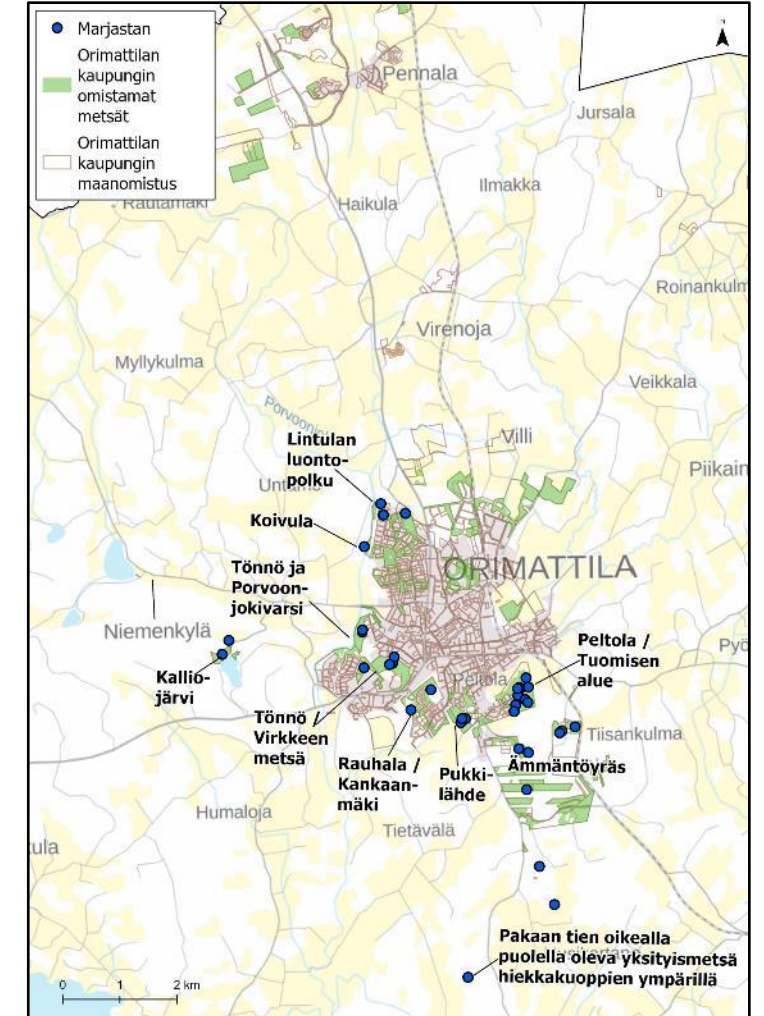 Marjastan
Orimattilan
kaupungin
omistamat
metsät
Orimattilan
kaupungin
maanomistus
Pennala
Jursala
Rautamäki
Haikula
Ilmakka
Roinankulm
Virenoja
Myllykulma
Veikkala
Lintulan
luonto-
polku
Villi
Piikain
Koivula
ORIMATTILA
Tönnö ja
Porvoon-
jokivarsi
Niemenkylä
Peltola /
Tuomisen
alue
Pyö
Kallio-
järvi
Peltola
Tönnö /
Virkkeen
metsä
Tiisankulma
Rauhala /
Kankaan-
mäki
Pukki-
lähde
Ämmäntöyräs
Humaloja
Tietävälä
kula
Pakaan tien oikealla
puolella oleva yksityismetsä
hiekkakuoppien ympärillä
0 1 2 km